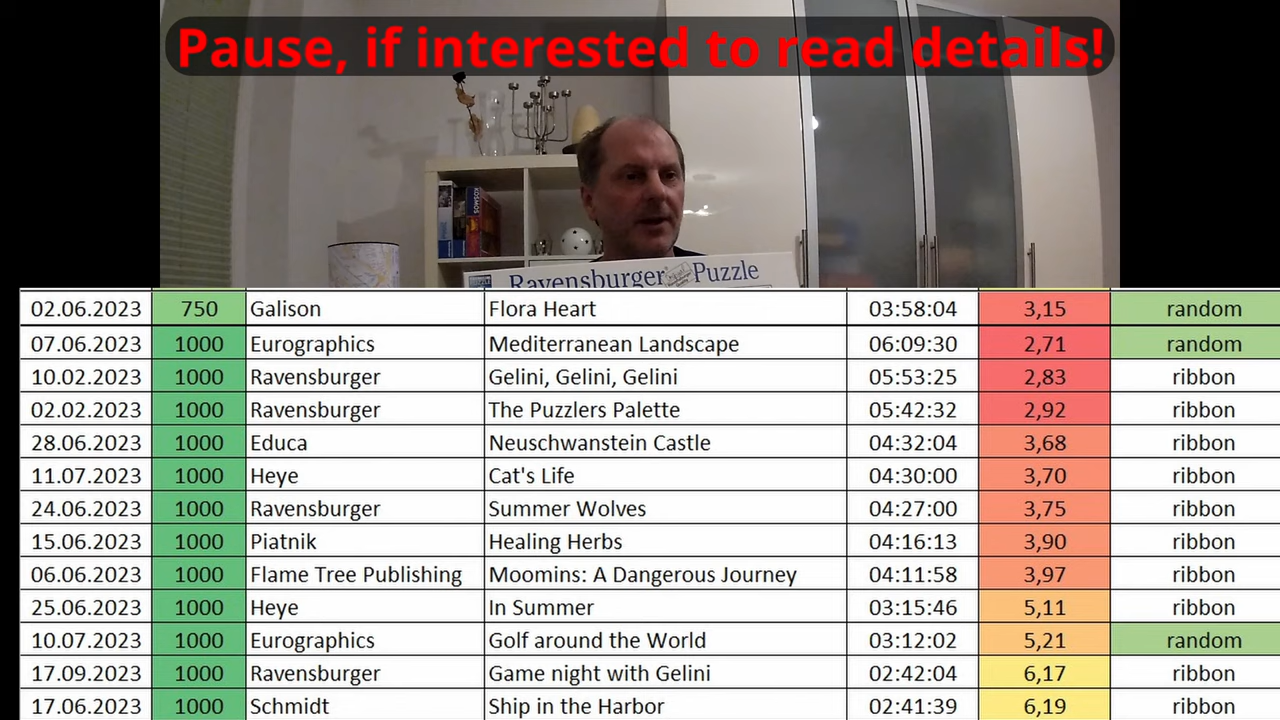 Pause, if interested to read details!
KOSMOS
Ravensburger Puzzle
02.06.2023 750 Galison Flora Heart 03:58:04 3,15 random
07.06.2023 1000 Eurographics Mediterranean Landscape 06:09:30 2,71 random
10.02.2023 1000 Ravensburger Gelini, Gelini, Gelini 05:53:25 2,83 ribbon
02.02.2023 1000 Ravensburger The Puzzlers Palette 05:42:32 2,92 ribbon
28.06.2023 1000 Educa Neuschwanstein Castle 04:32:04 3,68 ribbon
11.07.2023 1000 Heye Cat's Life 04:30:00 3,70 ribbon
24.06.2023 1000 Ravensburger Summer Wolves 04:27:00 3,75 ribbon
15.06.2023 1000 Piatnik Healing Herbs 04:16:13 3,90 ribbon
06.06.2023 1000 Flame Tree Publishing Moomins: A Dangerous Journey 04:11:58 3,97 ribbon
25.06.2023 1000 Heye In Summer 03:15:46 5,11 ribbon
10.07.2023 1000 Eurographics Golf around the World 03:12:02 5,21 random
17.09.2023 1000 Ravensburger Game night with Gelini 02:42:04 6,17 ribbon
17.06.2023 1000 Schmidt Ship in the Harbor 02:41:39 6,19 ribbon